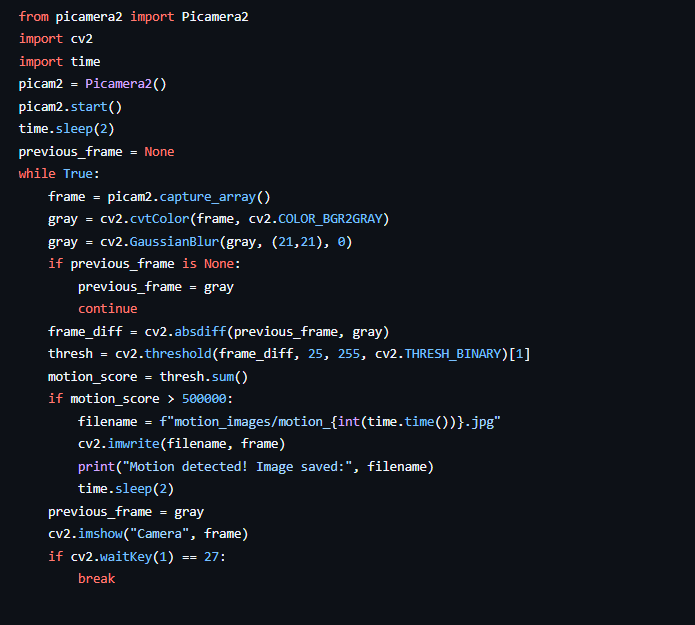 from picamera2 import Picamera2
import cv2
import time
picam2 = Picamera2()
picam2.start()
time.sleep(2)
previous_frame = None
while True:
    frame = picam2.capture_array()
    gray = cv2.cvtColor(frame, cv2.COLOR_BGR2GRAY)
    gray = cv2.GaussianBlur(gray, (21,21), 0)
    if previous_frame is None:
        previous_frame = gray
        continue
    frame_diff = cv2.absdiff(previous_frame, gray)
    thresh = cv2.threshold(frame_diff, 25, 255, cv2.THRESH_BINARY)[1]
    motion_score = thresh.sum()
    if motion_score > 500000:
        filename = f"motion_images/motion_{int(time.time())}.jpg"
        cv2.imwrite(filename, frame)
        print("Motion detected! Image saved:", filename)
        time.sleep(2)
    previous_frame = gray
    cv2.imshow("Camera", frame)
    if cv2.waitKey(1) == 27:
        break